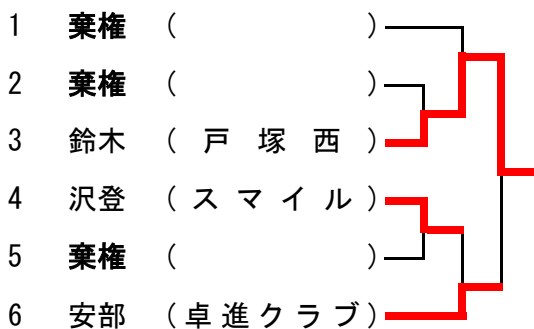 1 棄権 ( )
2 棄権 ( )
3 鈴木 (戸塚西)
4 沢登 (スマイル)
5 棄権 ( )
6 安部 (卓進クラブ)